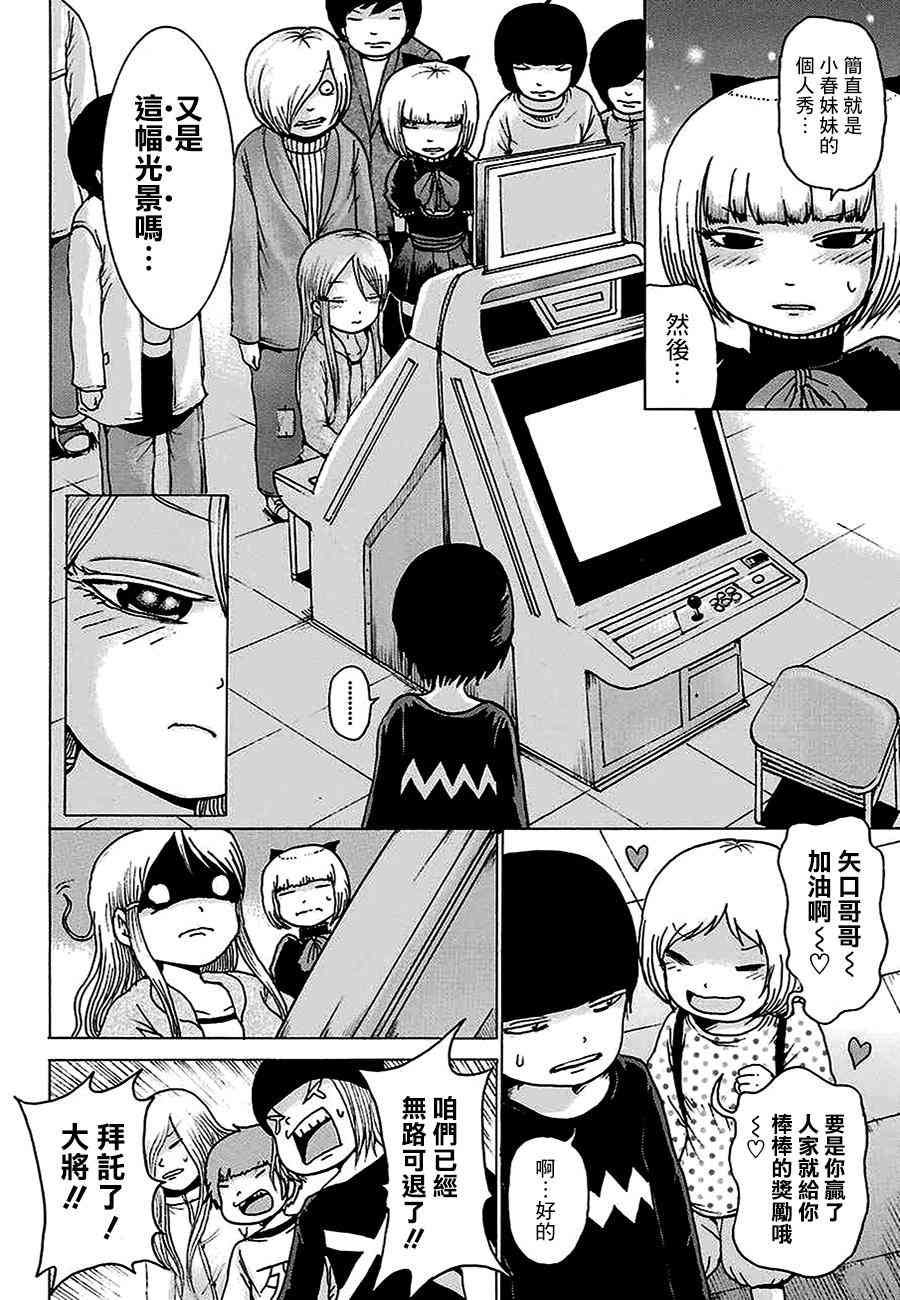 簡直就是
小春妹妹的
個人秀…
然後…
又是
這幅光景嗎…
………
矢口哥哥~
加油啊~♡
要是你贏了
人家就給你
棒棒的獎勵哦
~♡
啊…好的
咱們已經
無路可退了!!
拜託了!
大將!!